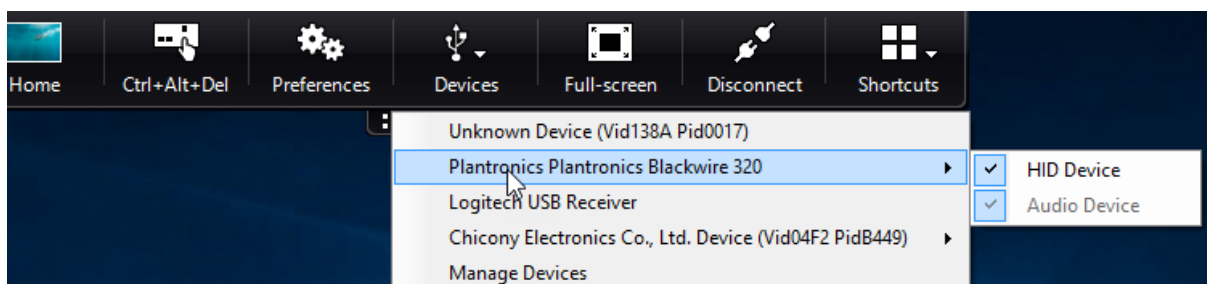 Home Ctrl+Alt+Del Preferences Devices Full-screen Disconnect Shortcuts
Unknown Device (Vid138A Pid0017)
Plantronics Plantronics Blackwire 320
HID Device
Logitech USB Receiver
Audio Device
Chicony Electronics Co., Ltd. Device (Vid04F2 PidB449)
Manage Devices